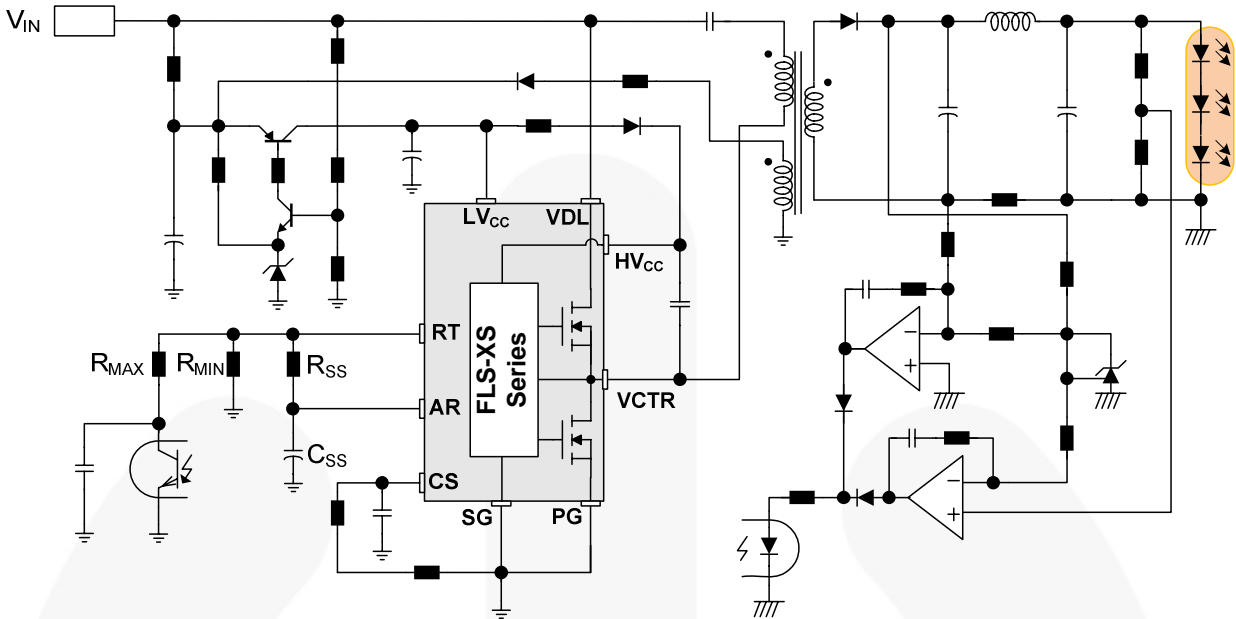 VIN
LVCC
VDL
HVCC
RT
RMAX
RMIN
RSS
FLS-XS
Series
VCTR
AR
CSS
CS
SG
PG